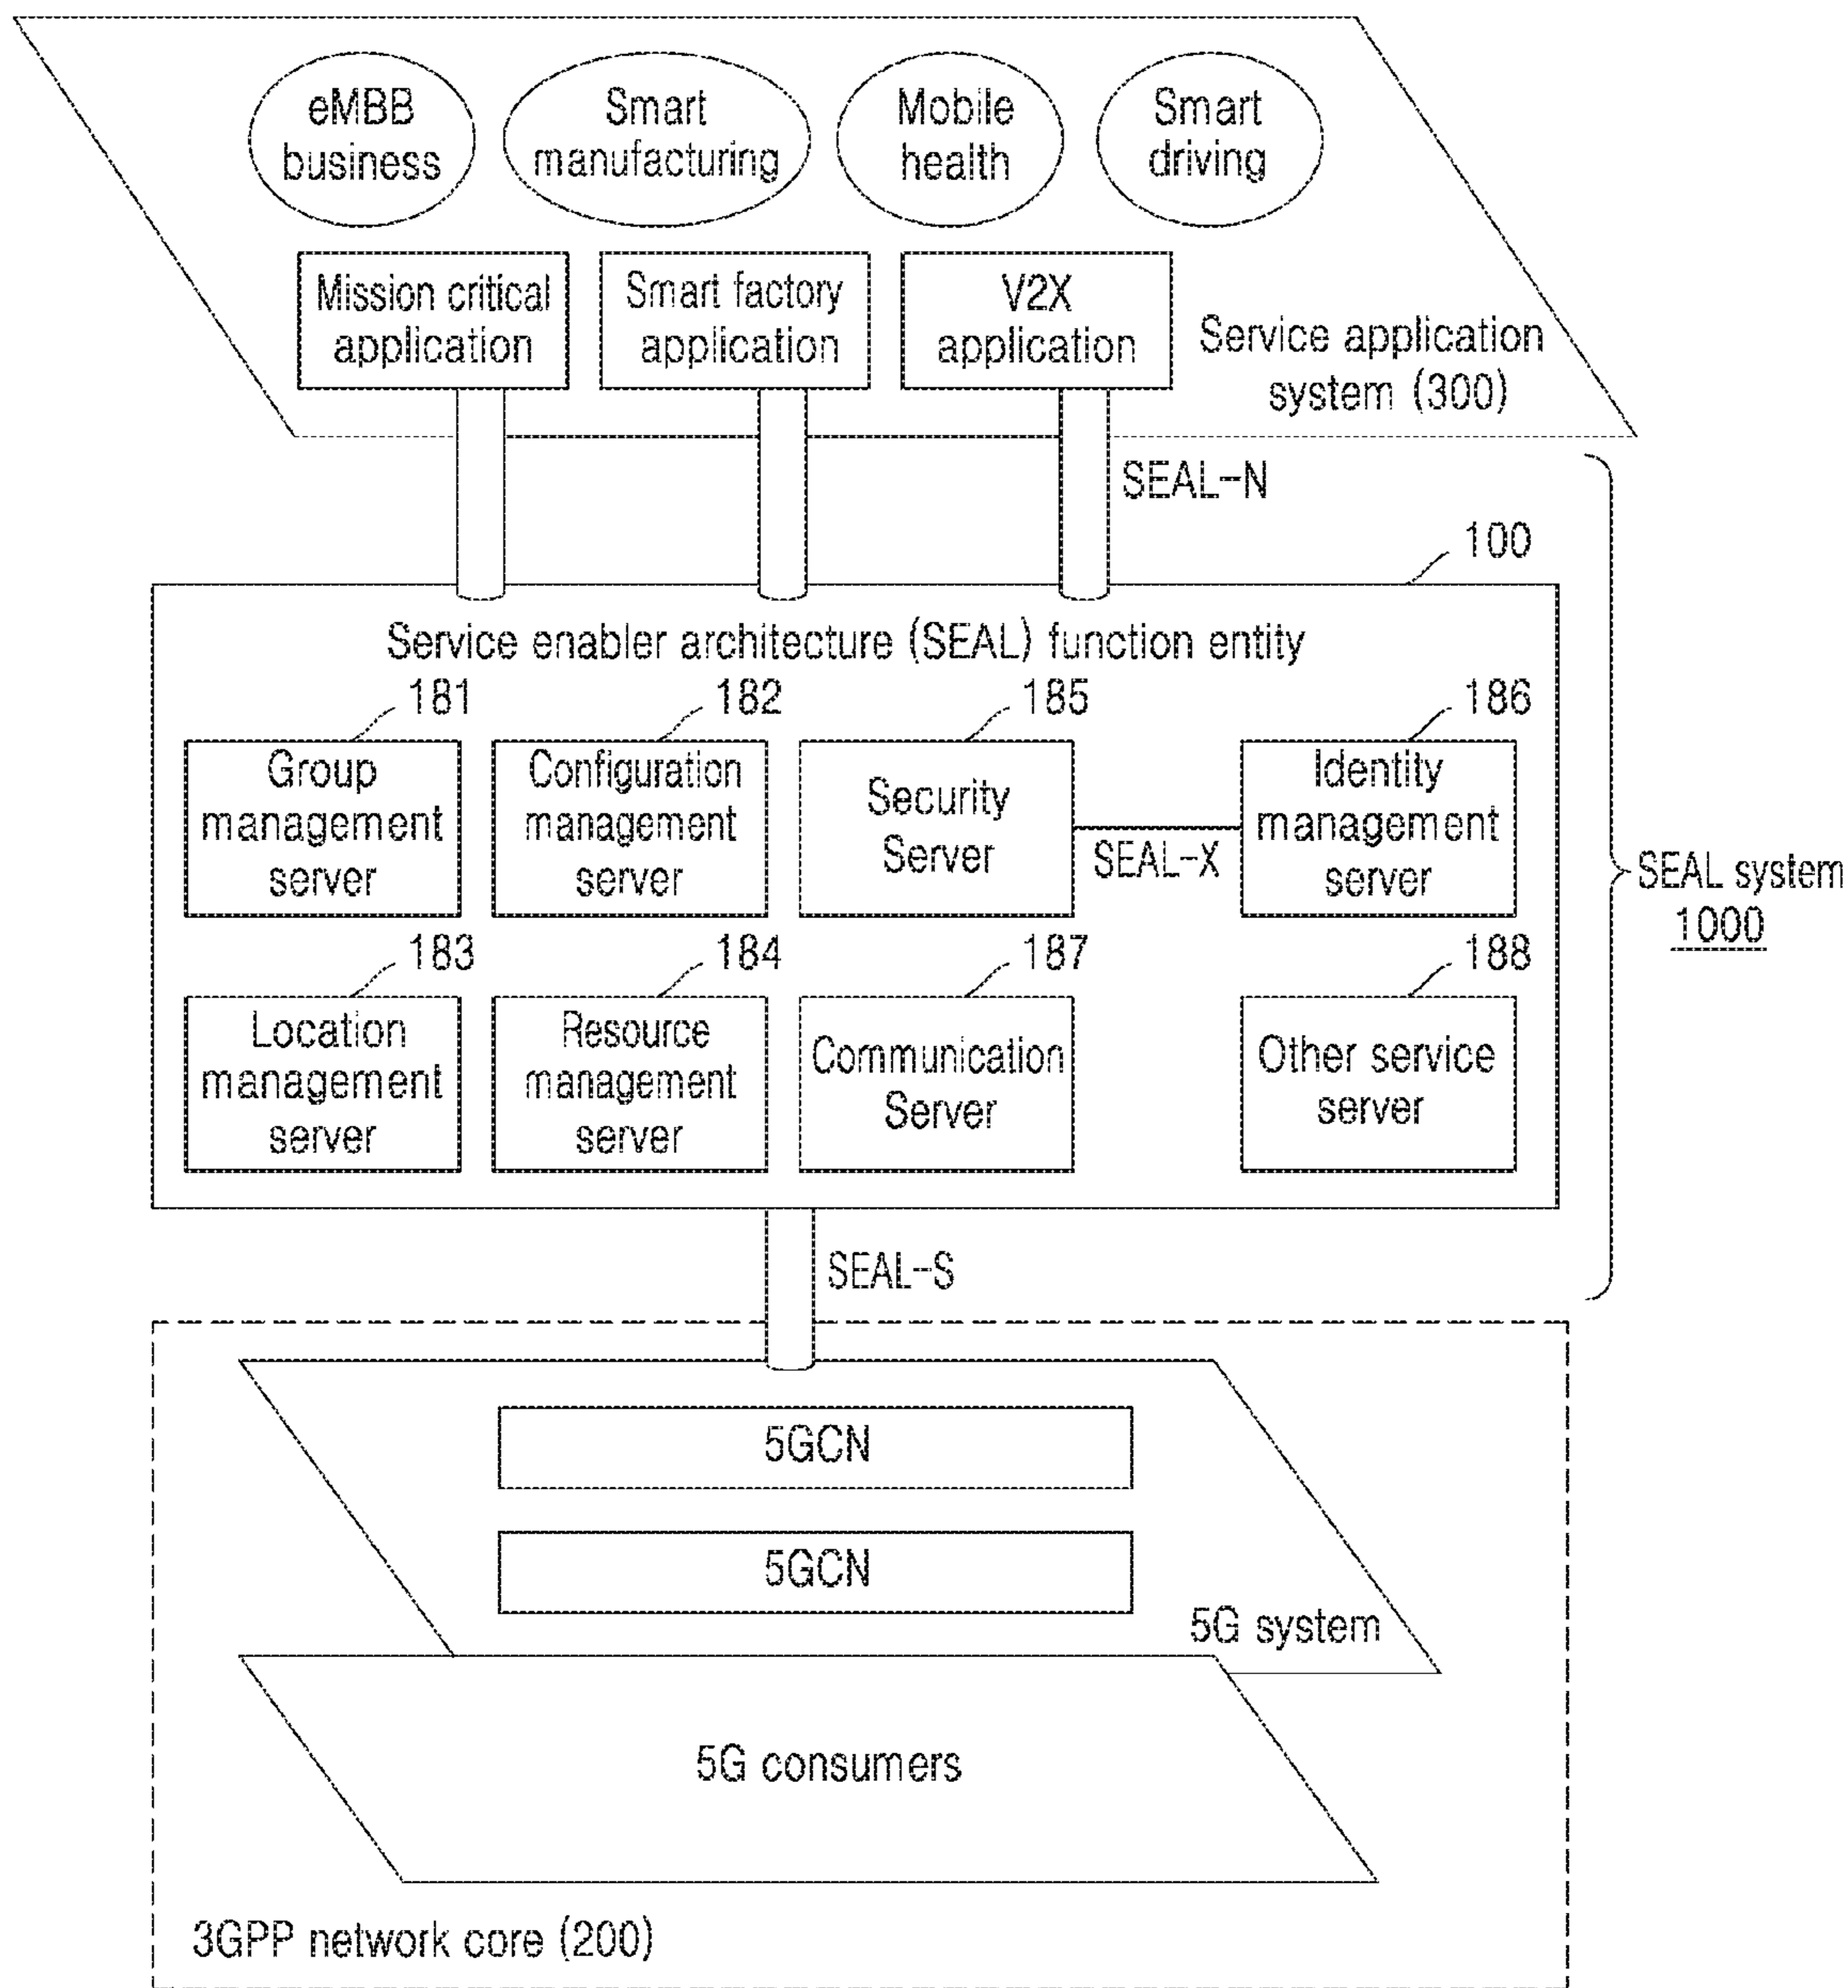 eMBB
business
Smart
manufacturing
Mobile
health
Smart
driving
Mission critical
application
Smart factory
application
V2X
application
Service application
system (300)
SEAL-N
100
Service enabler architecture (SEAL) function entity
181
Group
management
server
182
Configuration
management
server
185
Security
Server
SEAL-X
186
Identity
management
server
183
Location
management
server
184
Resource
management
server
187
Communication
Server
188
Other service
server
SEAL system
1000
SEAL-S
5GCN
5GCN
5G system
5G consumers
3GPP network core (200)